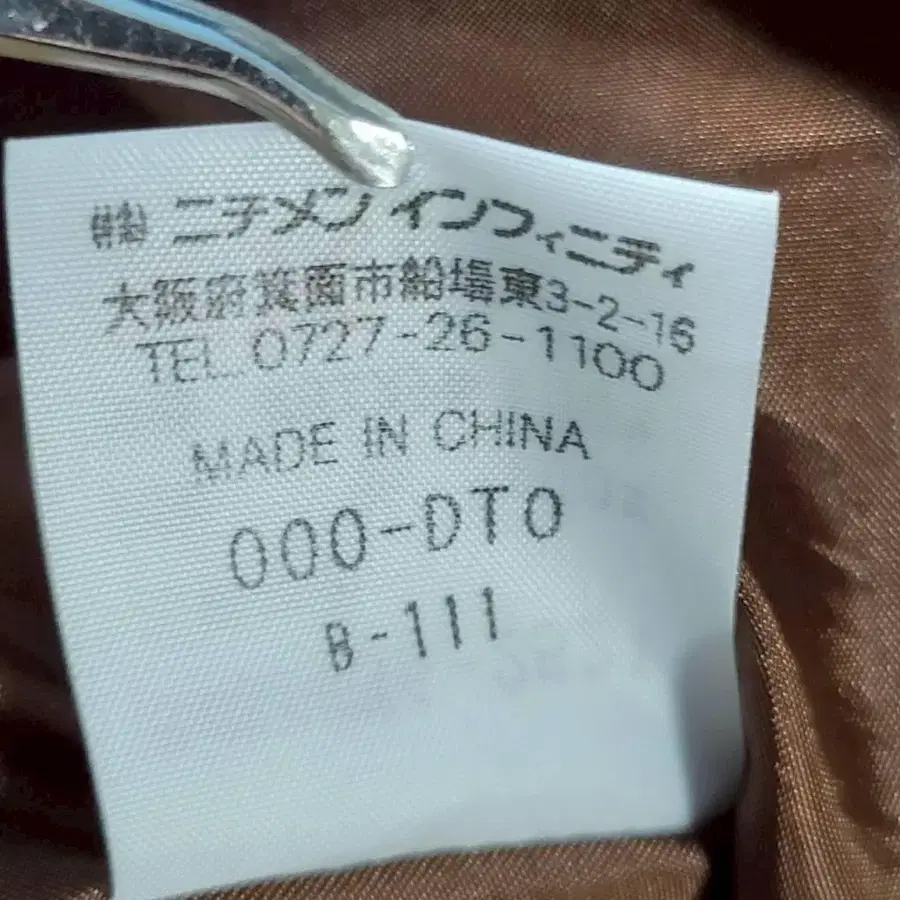 ㈱ ニチメン インフィニティ
大阪府箕面市船場東3-2-16
TEL.0727-26-1100
MADE IN CHINA
000-DTO
B-111